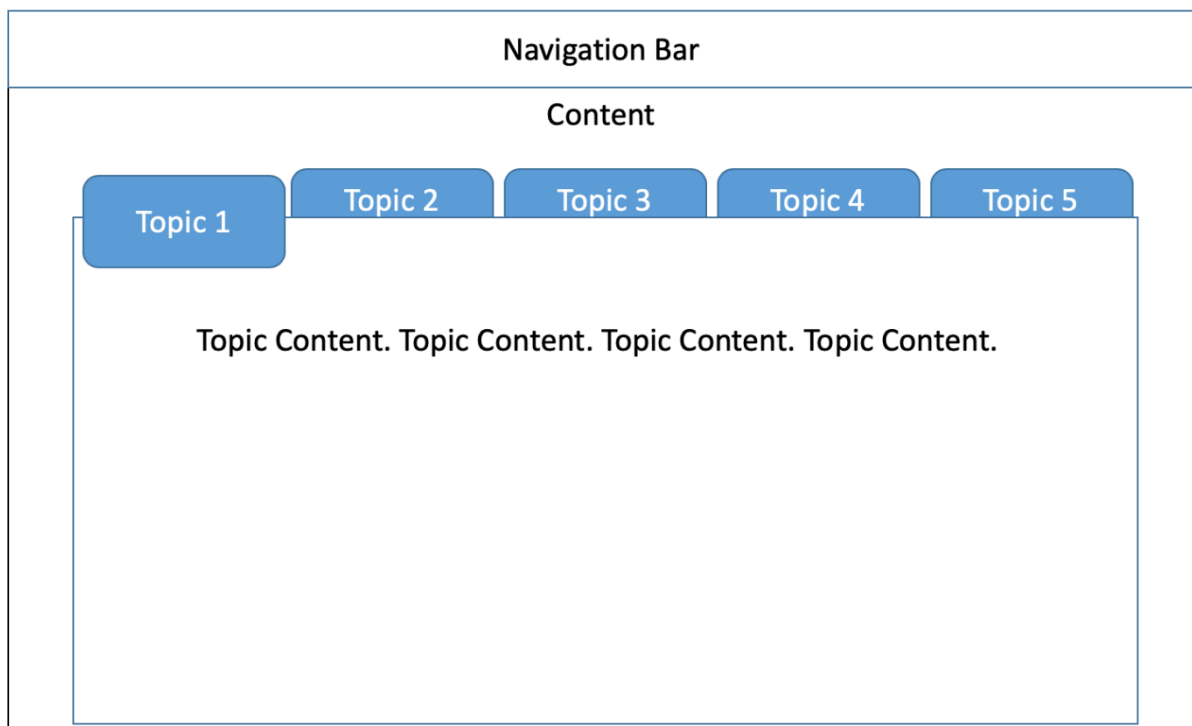 Navigation Bar
Content
Topic 1
Topic 2
Topic 3
Topic 4
Topic 5
Topic Content. Topic Content. Topic Content. Topic Content.